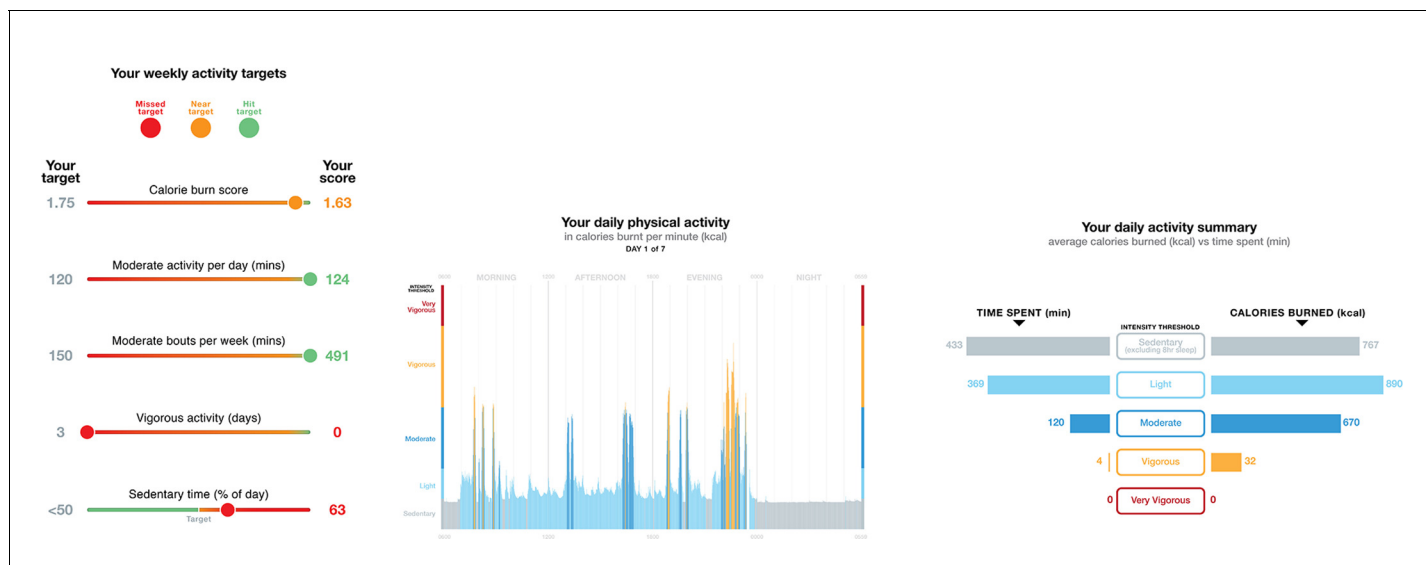 Your weekly activity targets
Missed target
Near target
Hit target
Your target
Your score
Calorie burn score
1.75
1.63
Moderate activity per day (mins)
120
124
Moderate bouts per week (mins)
150
491
Vigorous activity (days)
3
0
Sedentary time (% of day)
<50
63
Target
Your daily physical activity
in calories burnt per minute (kcal)
DAY 1 of 7
MORNING
1200
AFTERNOON
EVENING
NIGHT
INTENSITY THRESHOLD
Very Vigorous
Vigorous
Moderate
Light
Sedentary
1200
Your daily activity summary
average calories burned (kcal) vs time spent (min)
TIME SPENT (min)
CALORIES BURNED (kcal)
INTENSITY THRESHOLD
433
Sedentary
(excluding 8hr sleep)
767
369
Light
890
120
Moderate
670
4
Vigorous
32
0
Very Vigorous
0